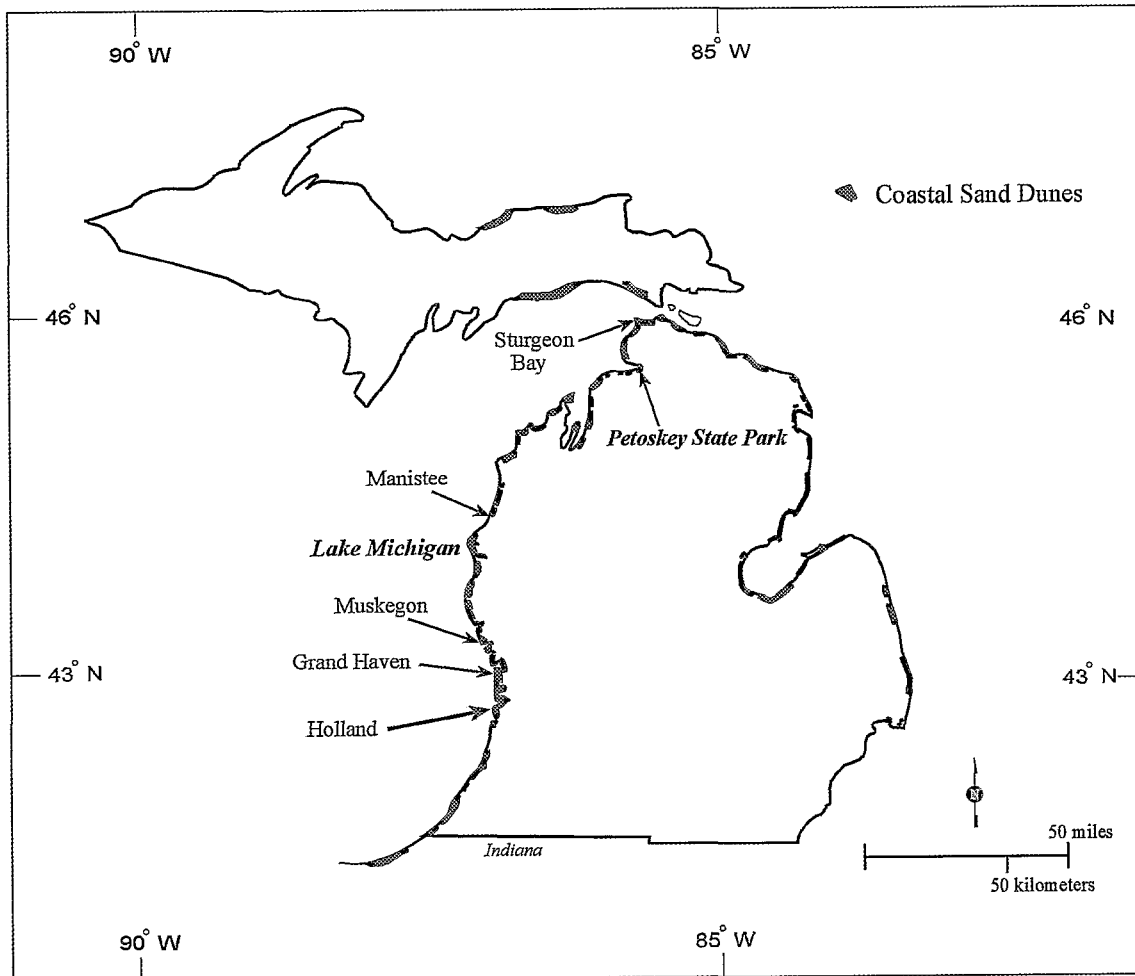 90° W
85° W
Coastal Sand Dunes
46° N
46° N
Sturgeon
Bay
Petoskey State Park
Manistee
Lake Michigan
Muskegon
Grand Haven
43° N
43° N
Holland
N
50 miles
Indiana
50 kilometers
90° W
85° W